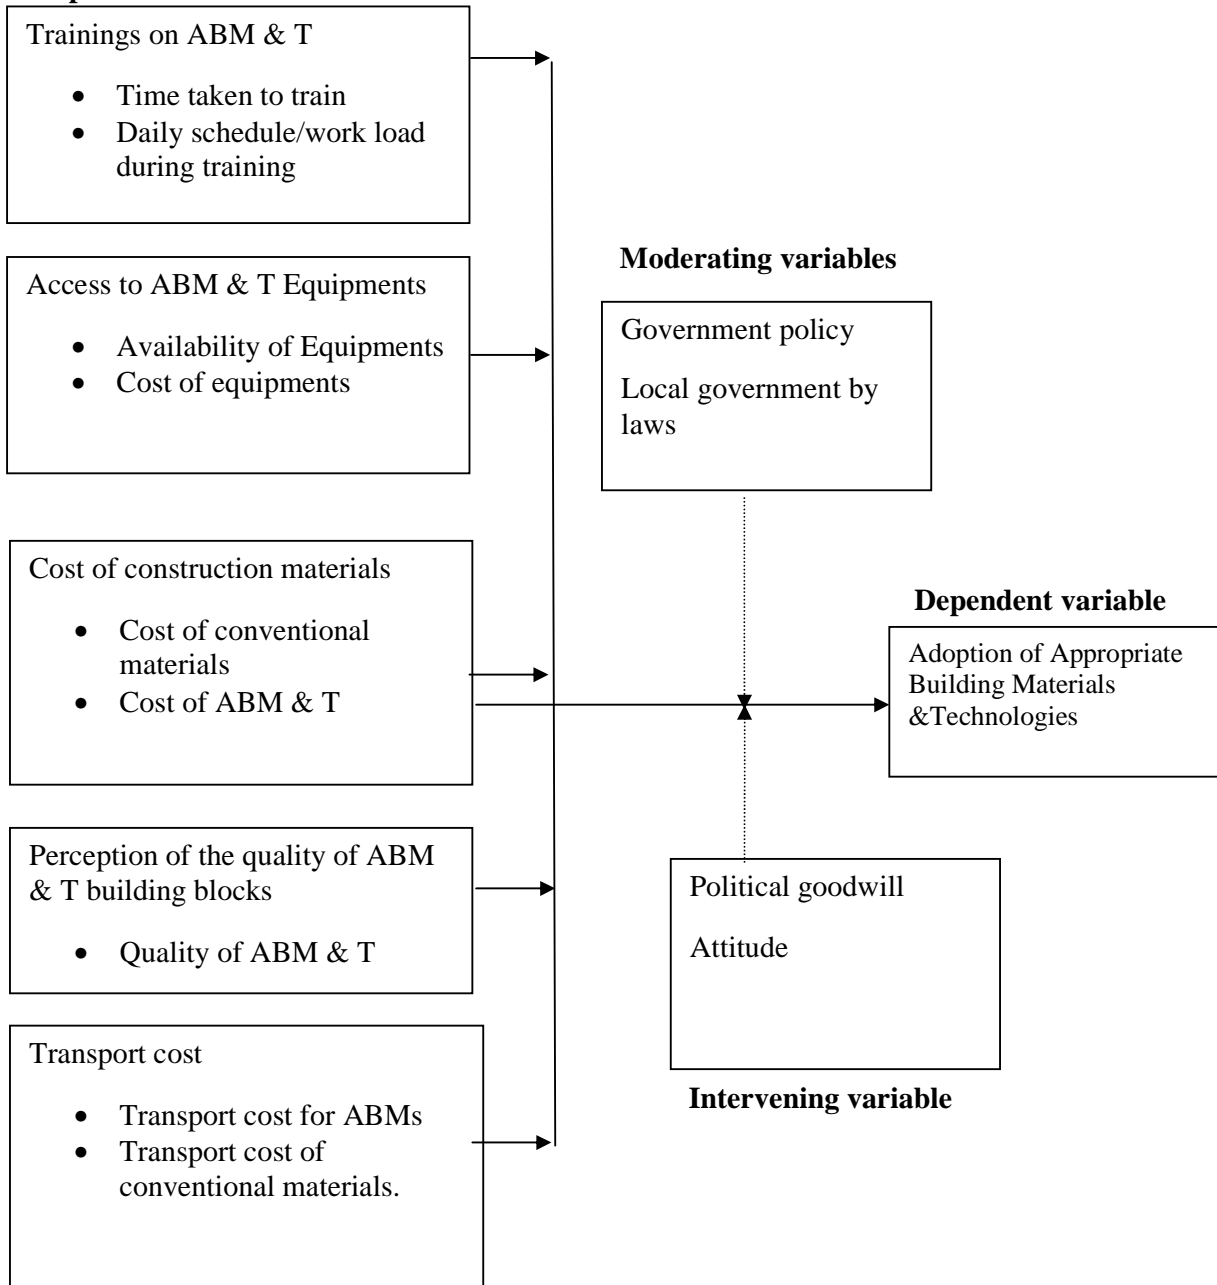 Trainings on ABM & T
• Time taken to train
• Daily schedule/work load
during training
Access to ABM & T Equipments
• Availability of Equipments
• Cost of equipments
Cost of construction materials
• Cost of conventional
materials
• Cost of ABM & T
Perception of the quality of ABM
& T building blocks
• Quality of ABM & T
Transport cost
• Transport cost for ABMs
• Transport cost of
conventional materials.
Moderating variables
Government policy
Local government by
laws
Dependent variable
Adoption of Appropriate
Building Materials
&Technologies
Political goodwill
Attitude
Intervening variable